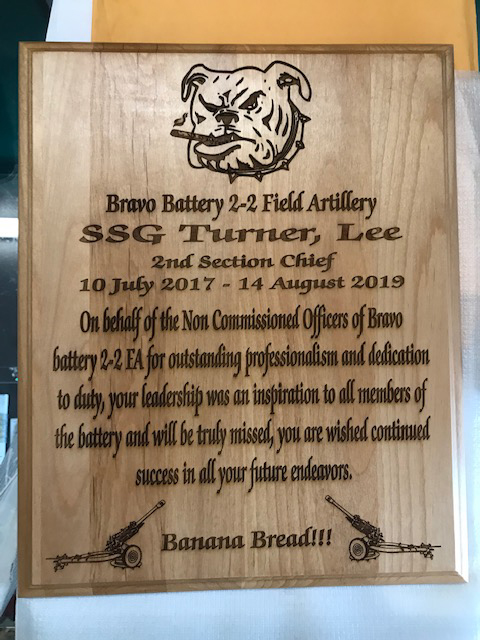 Bravo Battery 2-2 Field Artillery
SSG Turner, Lee
2nd Section Chief
10 July 2017 - 14 August 2019
On behalf of the Non Commissioned Officers of Bravo
battery 2-2 FA for outstanding professionalism and dedication
to duty, your leadership was an inspiration to all members of
the battery and will be truly missed, you are wished continued
success in all your future endeavors.
Banana Bread!!!